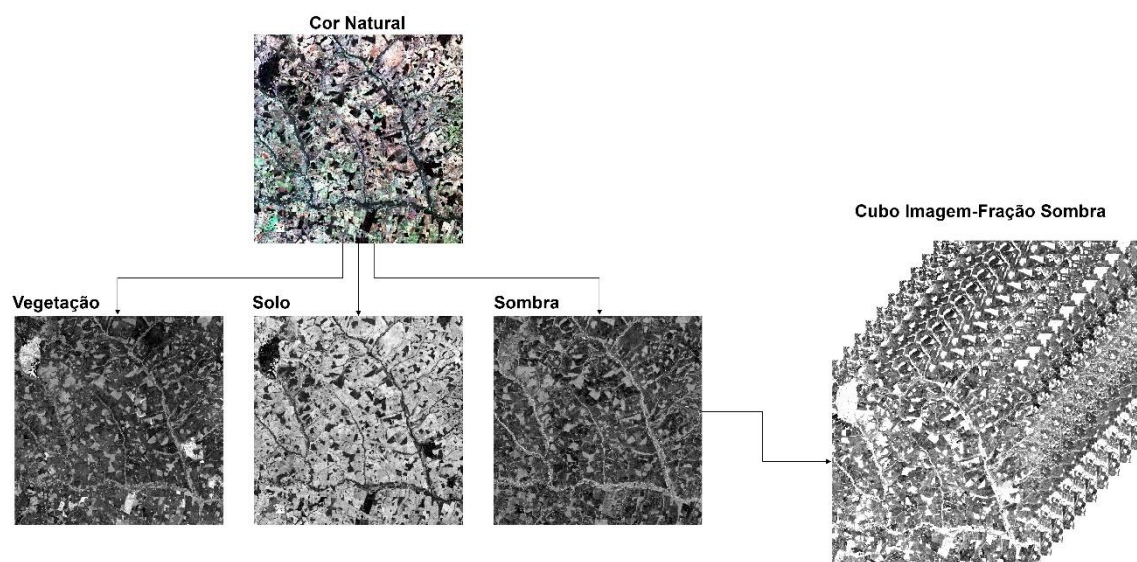 Cor Natural
Cubo Imagem-Fração Sombra
Vegetação
Solo
Sombra